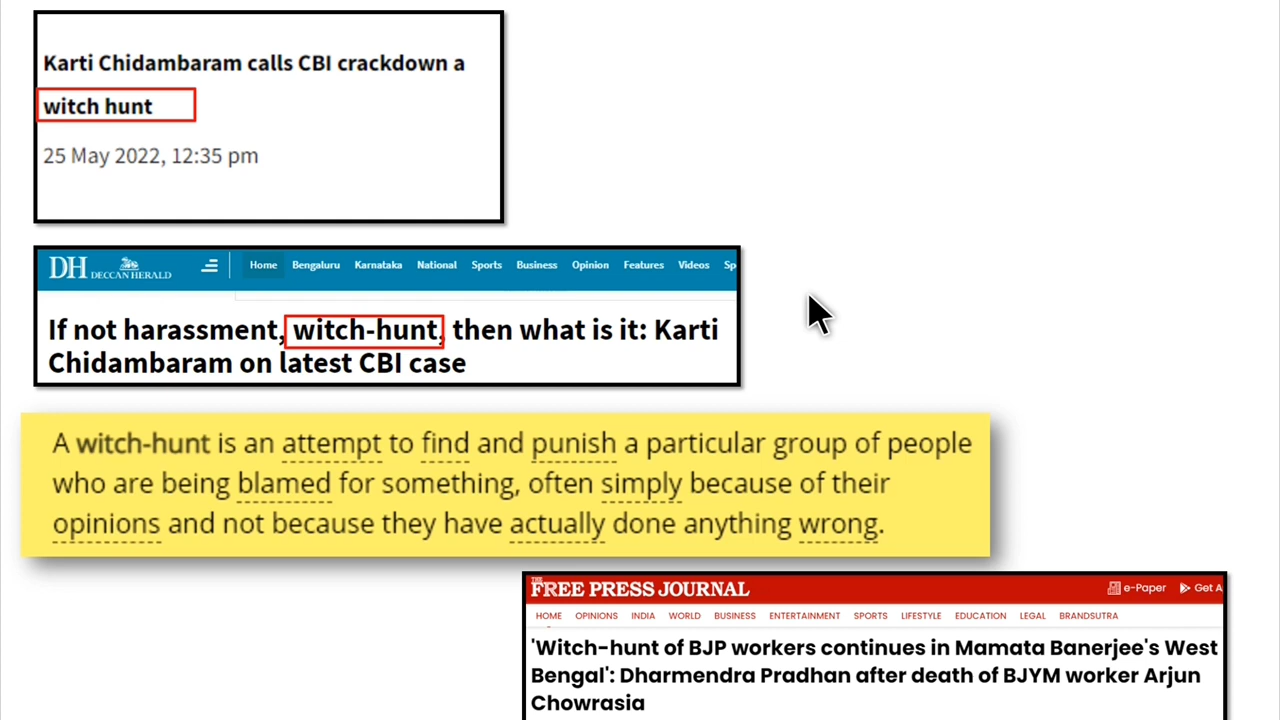 Karti Chidambaram calls CBI crackdown a
witch hunt
25 May 2022, 12:35 pm
DH DECCAN HERALD Home Bengaluru Karnataka National Sports Business Opinion Features Videos Sp
If not harassment, witch-hunt, then what is it: Karti
Chidambaram on latest CBI case
A witch-hunt is an attempt to find and punish a particular group of people
who are being blamed for something, often simply because of their
opinions and not because they have actually done anything wrong.
THE FREE PRESS JOURNAL e-Paper Get A
HOME OPINIONS INDIA WORLD BUSINESS ENTERTAINMENT SPORTS LIFESTYLE EDUCATION LEGAL BRANDSUTRA
'Witch-hunt of BJP workers continues in Mamata Banerjee's West
Bengal': Dharmendra Pradhan after death of BJYM worker Arjun
Chowrasia